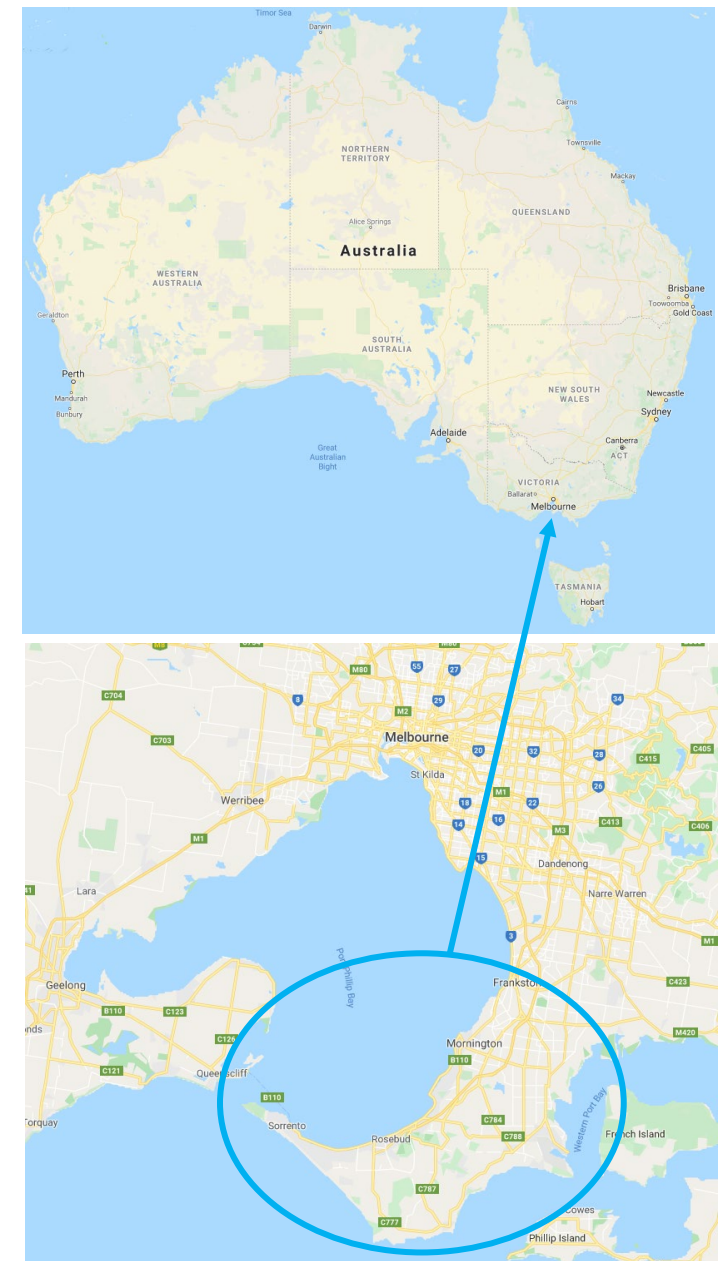 Timor Sea
Darwin
Cairns
Townsville
NORTHERN
TERRITORY
Mackay
QUEENSLAND
Alice Springs
Australia
WESTERN
AUSTRALIA
Brisbane
Toowoomba
Gold Coast
Geraldton
SOUTH
AUSTRALIA
Perth
Mandurah
Bunbury
NEW SOUTH
WALES
Newcastle
Sydney
Adelaide
Canberra
ACT
Great
Australian
Bight
VICTORIA
Ballarat
Melbourne
TASMANIA
Hobart
M80
55
27
C704
8
29
34
M2
C703
Melbourne
20
32
28
C405
C415
St Kilda
26
M1
Werribee
18
22
14
16
C413
C406
M1
M3
15
Dandenong
Lara
Narre Warren
3
M1
Port Phillip Bay
Geelong
Frankston
C423
B110
C123
M420
C126
Mornington
B110
C121
Queenscliff
B110
Western Port Bay
Sorrento
C784
C788
French Island
Rosebud
C787
C777
Cowes
Phillip Island